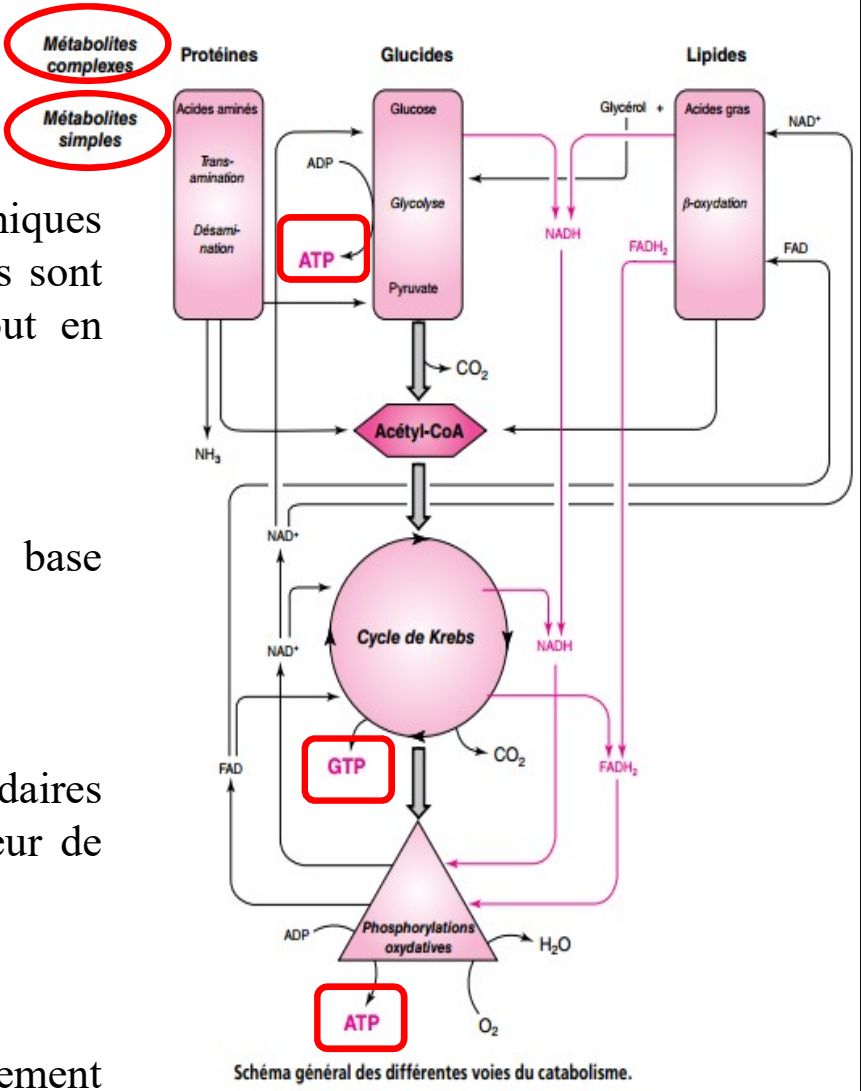 Métabolites
complexes
Protéines
Glucides
Lipides
Métabolites
simples
Acides aminés
Trans-
amination
Désami-
nation
Glucose
Glycolyse
Pyruvate
Glycérol +
Acides gras
β-oxydation
NAD⁺
FAD
ADP
ATP
NADH
FADH₂
CO₂
Acétyl-CoA
NH₃
NAD⁺
NAD⁺
Cycle de Krebs
NADH
FAD
GTP
CO₂
FADH₂
ADP
Phosphorylations
oxydatives
H₂O
ATP
O₂
Schéma général des différentes voies du catabolisme.
niques
s sont
out en
base
daires
eur de
ement